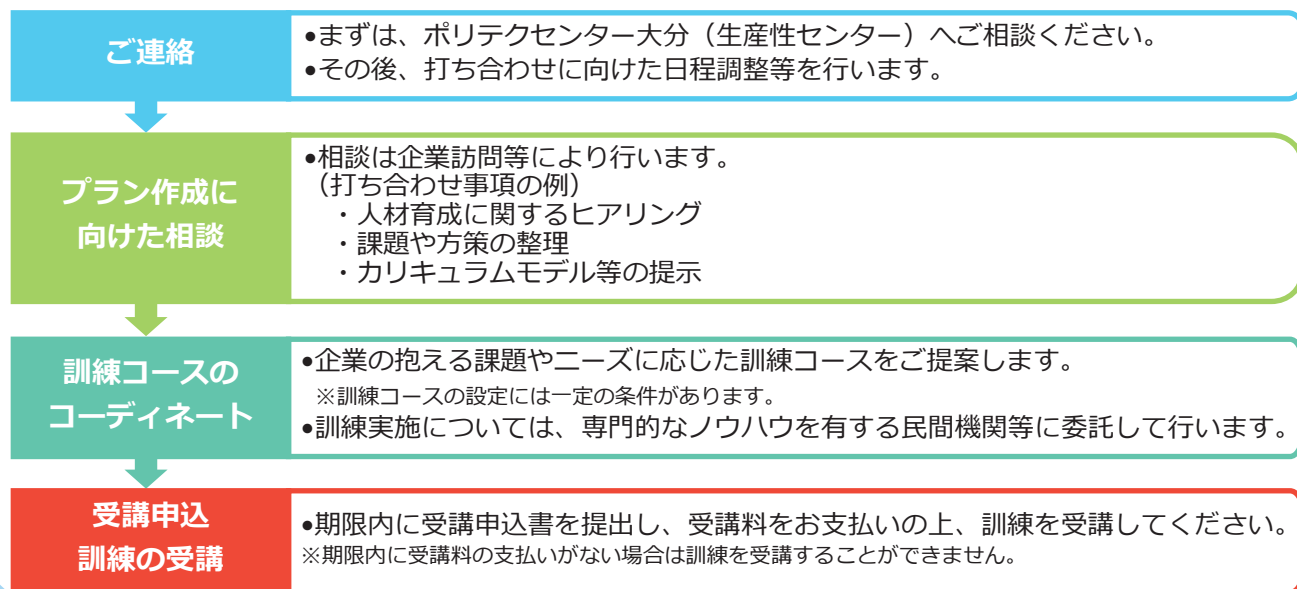 ご連絡
•まずは、ポリテクセンター大分（生産性センター）へご相談ください。
•その後、打ち合わせに向けた日程調整等を行います。
プラン作成に
向けた相談
•相談は企業訪問等により行います。
（打ち合わせ事項の例）
・人材育成に関するヒアリング
・課題や方策の整理
・カリキュラムモデル等の提示
訓練コースの
コーディネート
•企業の抱える課題やニーズに応じた訓練コースをご提案します。
※訓練コースの設定には一定の条件があります。
•訓練実施については、専門的なノウハウを有する民間機関等に委託して行います。
受講申込
訓練の受講
•期限内に受講申込書を提出し、受講料をお支払いの上、訓練を受講してください。
※期限内に受講料の支払いがない場合は訓練を受講することができません。